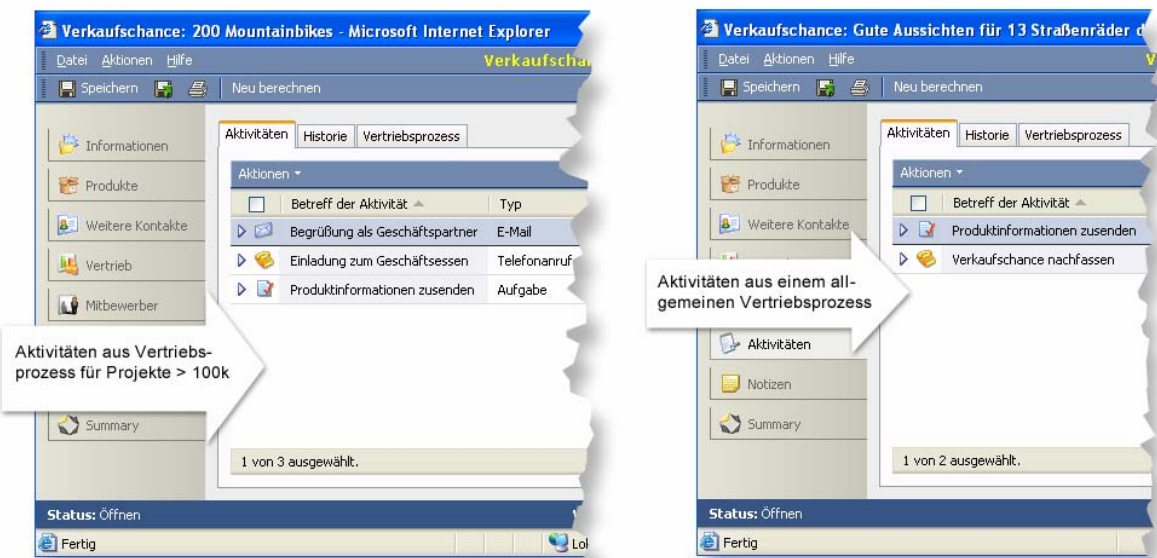 Verkaufschance: 200 Mountainbikes - Microsoft Internet Explorer
Datei Aktionen Hilfe
Verkaufscha
Speichern
Neu berechnen
Informationen
Produkte
Weitere Kontakte
Vertrieb
Mitbewerber
Summary
Aktivitäten Historie Vertriebsprozess
Aktionen
Betreff der Aktivität Typ
Begrüßung als Geschäftspartner E-Mail
Einladung zum Geschäftsessen Telefonanruf
Produktinformationen zusenden Aufgabe
Aktivitäten aus Vertriebs-
prozess für Projekte > 100k
1 von 3 ausgewählt.
Status: Öffnen
Fertig
Lok
Verkaufschance: Gute Aussichten für 13 Straßenräder d
Datei Aktionen Hilfe
V
Speichern
Neu berechnen
Informationen
Produkte
Weitere Kontakte
Aktivitäten
Notizen
Summary
Aktivitäten Historie Vertriebsprozess
Aktionen
Betreff der Aktivität
Produktinformationen zusenden
Verkaufschance nachfassen
Aktivitäten aus einem all-
gemeinen Vertriebsprozess
1 von 2 ausgewählt.
Status: Öffnen
Fertig